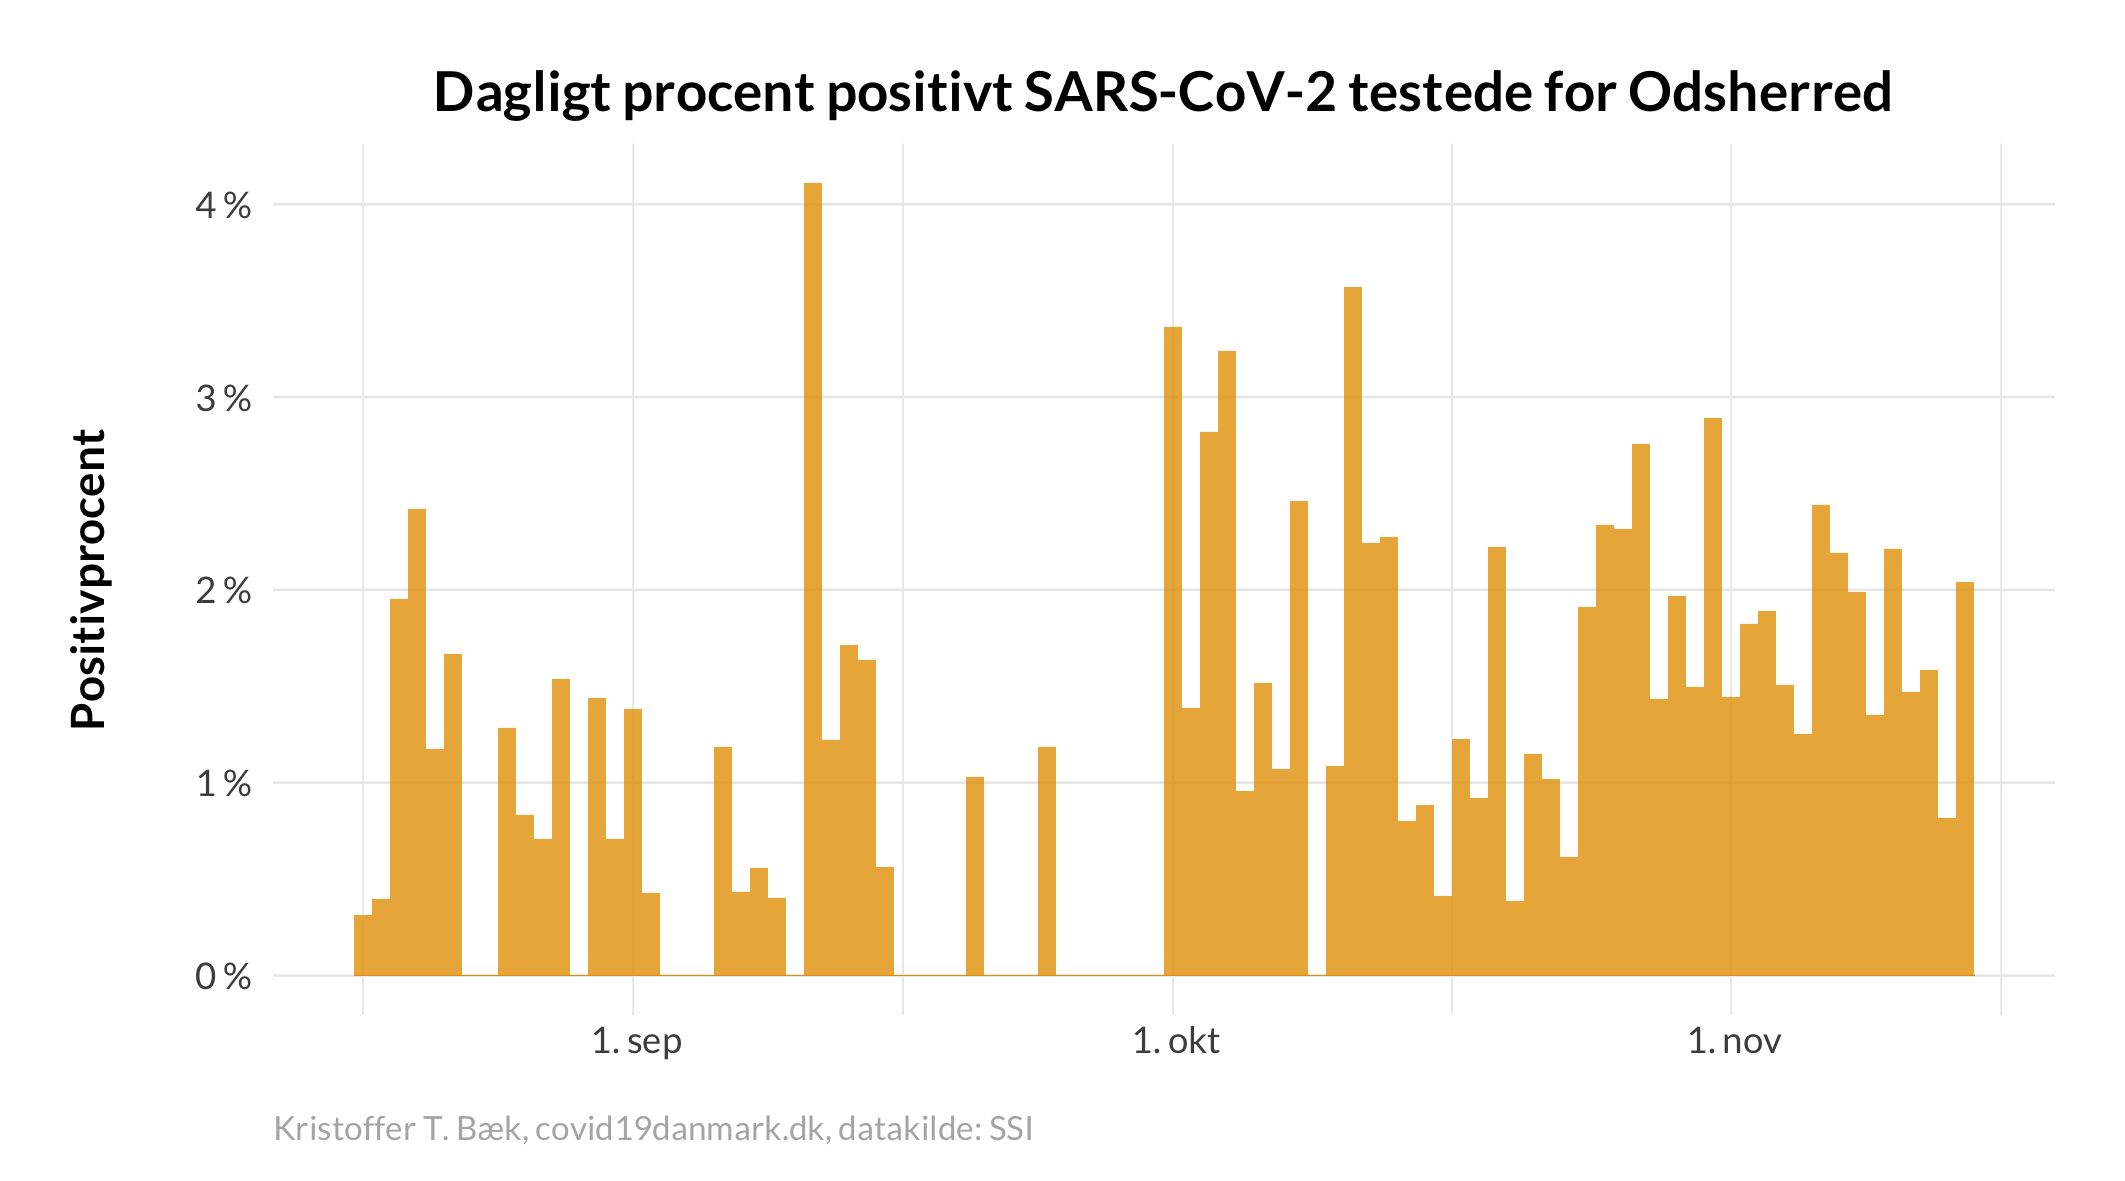 Dagligt procent positivt SARS-CoV-2 testede for Odsherred
Positivprocent
4 %
3 %
2 %
1 %
0 %
1. sep
1. okt
1. nov
Kristoffer T. Bæk, covid19danmark.dk, datakilde: SSI